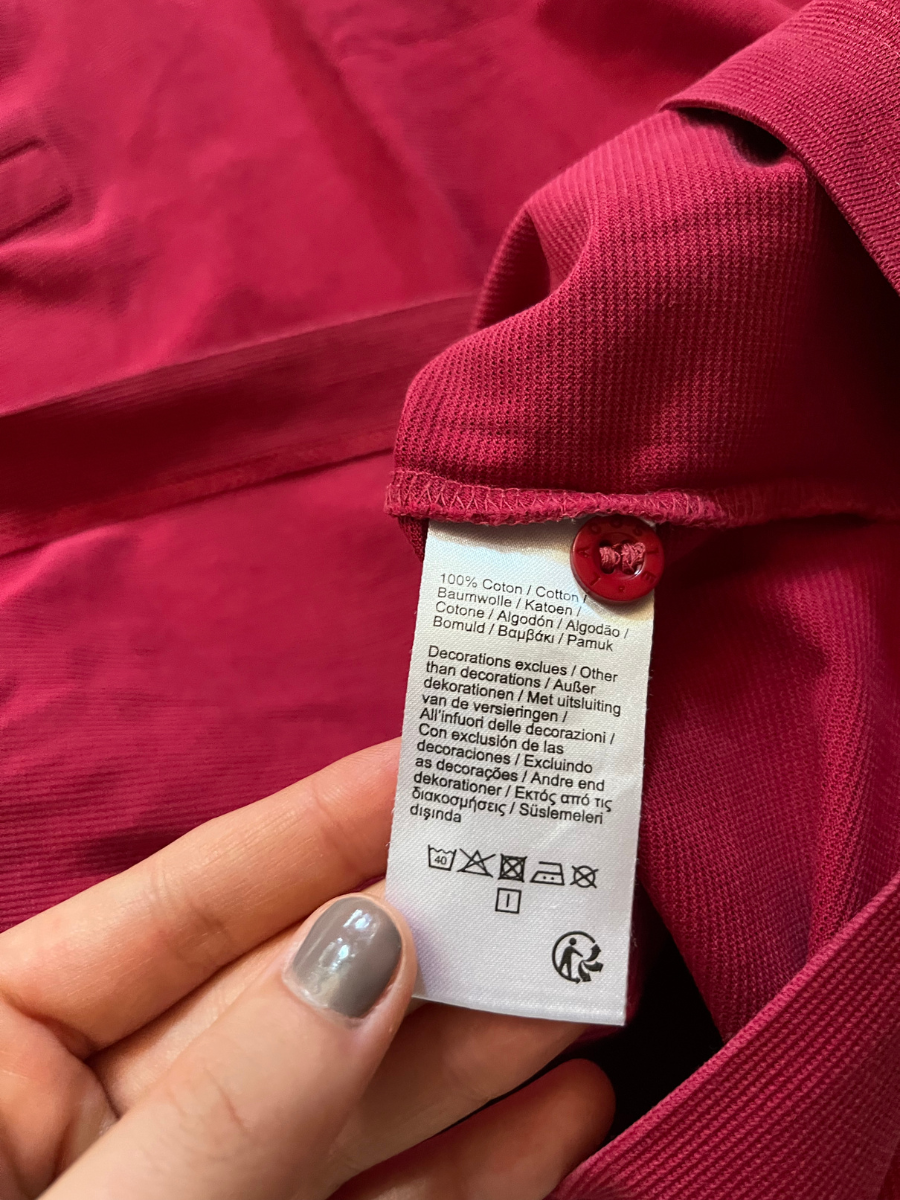 100% Coton / Cotton /
Baumwolle / Katoen /
Cotone / Algodón / Algodão /
Bomuld / Βαμβάκι / Pamuk
Decorations exclues / Other
than decorations / Außer
dekorationen / Met uitsluiting
van de versieringen /
All'infuori delle decorazioni /
Con exclusión de las
decoraciones / Excluindo
as decorações / Andre end
dekorationer / Εκτός από τις
διακοσμήσεις / Süslemeleri
dışında
40
I